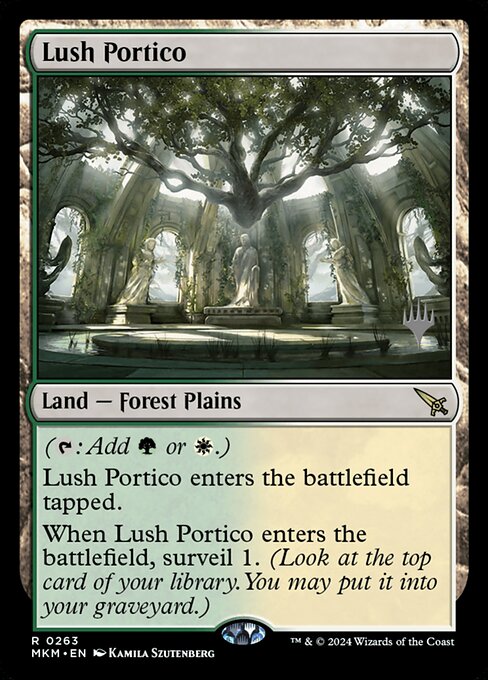 Lush Portico
Land — Forest Plains
( : Add or .)
Lush Portico enters the battlefield
tapped.
When Lush Portico enters the
battlefield, surveil 1. (Look at the top
card of your library. You may put it into
your graveyard.)
R 0263
MKM • EN Kamila Szutenberg
™ & © 2024 Wizards of the Coast